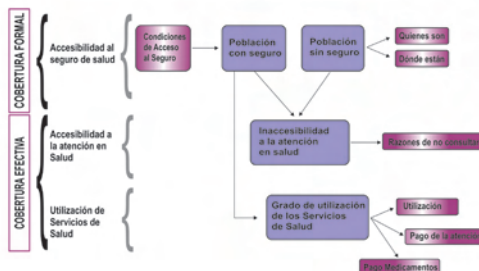 COBERTURA FORMAL
Accesibilidad al
seguro de salud
Condiciones
de Acceso
al Seguro
Población
con seguro
Población
sin seguro
Quienes son
Dónde están
COBERTURA EFECTIVA
Accesibilidad a
la atención en
Salud
Inaccesibilidad
a la atención
en salud
Razones de no consultar
Utilización de
Servicios de
Salud
Grado de utilización
de los Servicios
de Salud
Utilización
Pago de la atención
Pago Medicamentos